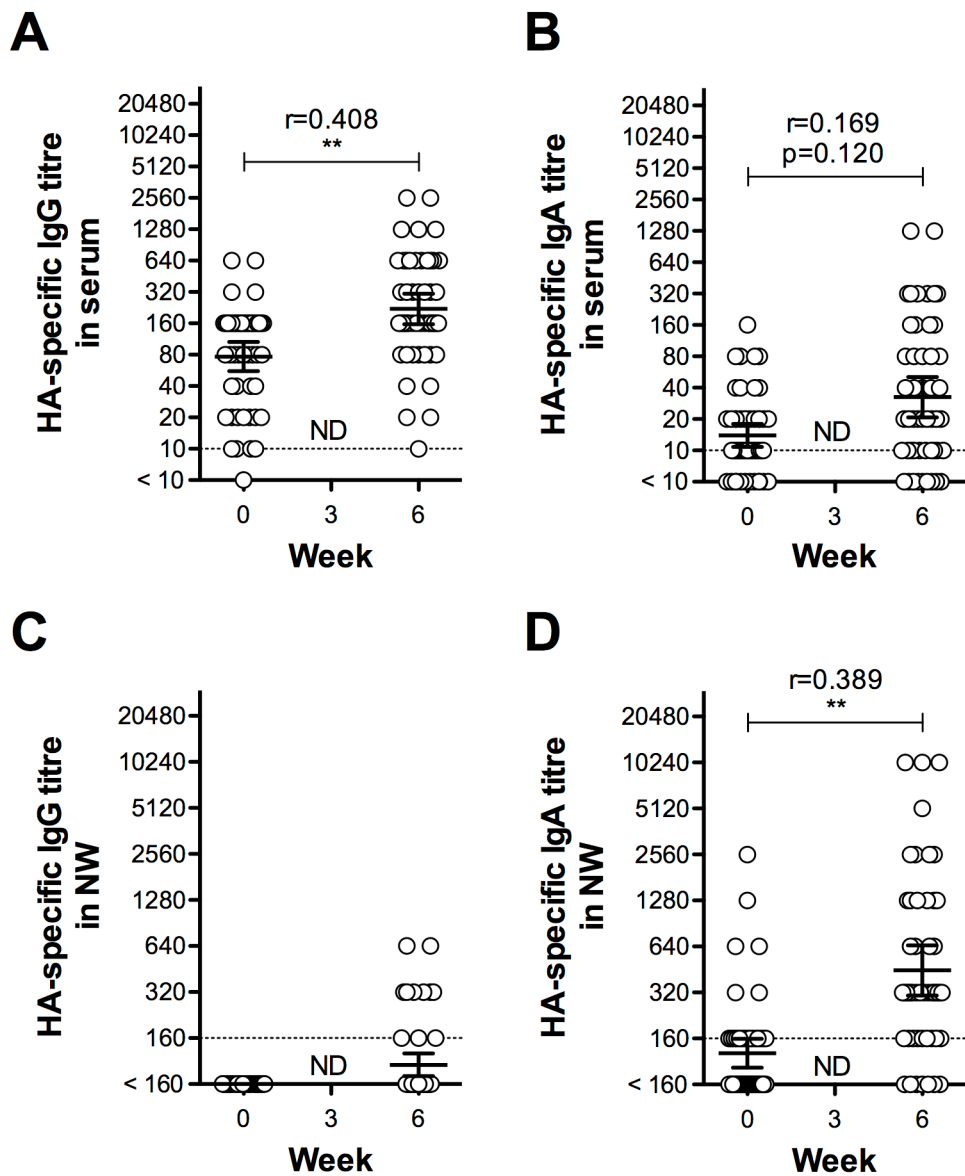 A
HA-specific IgG titre
in serum
20480
10240
5120
2560
1280
640
320
160
80
40
20
10
< 10
r=0.408
**
ND
0
3
6
Week
B
HA-specific IgA titre
in serum
20480
10240
5120
2560
1280
640
320
160
80
40
20
10
< 10
r=0.169
p=0.120
ND
0
3
6
Week
C
HA-specific IgG titre
in NW
20480
10240
5120
2560
1280
640
320
160
< 160
ND
0
3
6
Week
D
HA-specific IgA titre
in NW
20480
10240
5120
2560
1280
640
320
160
< 160
r=0.389
**
ND
0
3
6
Week